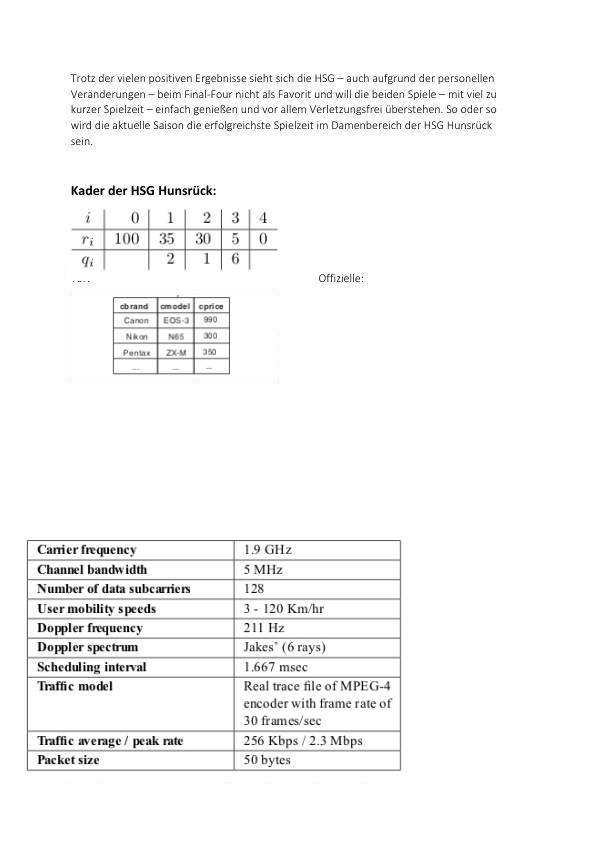 Trotz der vielen positiven Ergebnisse sieht sich die HSG – auch aufgrund der personellen
Veränderungen – beim Final-Four nicht als Favorit und will die beiden Spiele – mit viel zu
kurzer Spielzeit – einfach genießen und vor allem Verletzungsfrei überstehen. So oder so
wird die aktuelle Saison die erfolgreichste Spielzeit im Damenbereich der HSG Hunsrück
sein.
Kader der HSG Hunsrück:
i 0 1 2 3 4
r_i 100 35 30 5 0
q_i 2 1 6
Offizielle:
cbrand cmodel cprice
Canon EOS-3 990
Nikon N65 300
Pentax ZX-M 350
... ... ...
Carrier frequency 1.9 GHz
Channel bandwidth 5 MHz
Number of data subcarriers 128
User mobility speeds 3 - 120 Km/hr
Doppler frequency 211 Hz
Doppler spectrum Jakes' (6 rays)
Scheduling interval 1.667 msec
Traffic model Real trace file of MPEG-4
encoder with frame rate of
30 frames/sec
Traffic average / peak rate 256 Kbps / 2.3 Mbps
Packet size 50 bytes